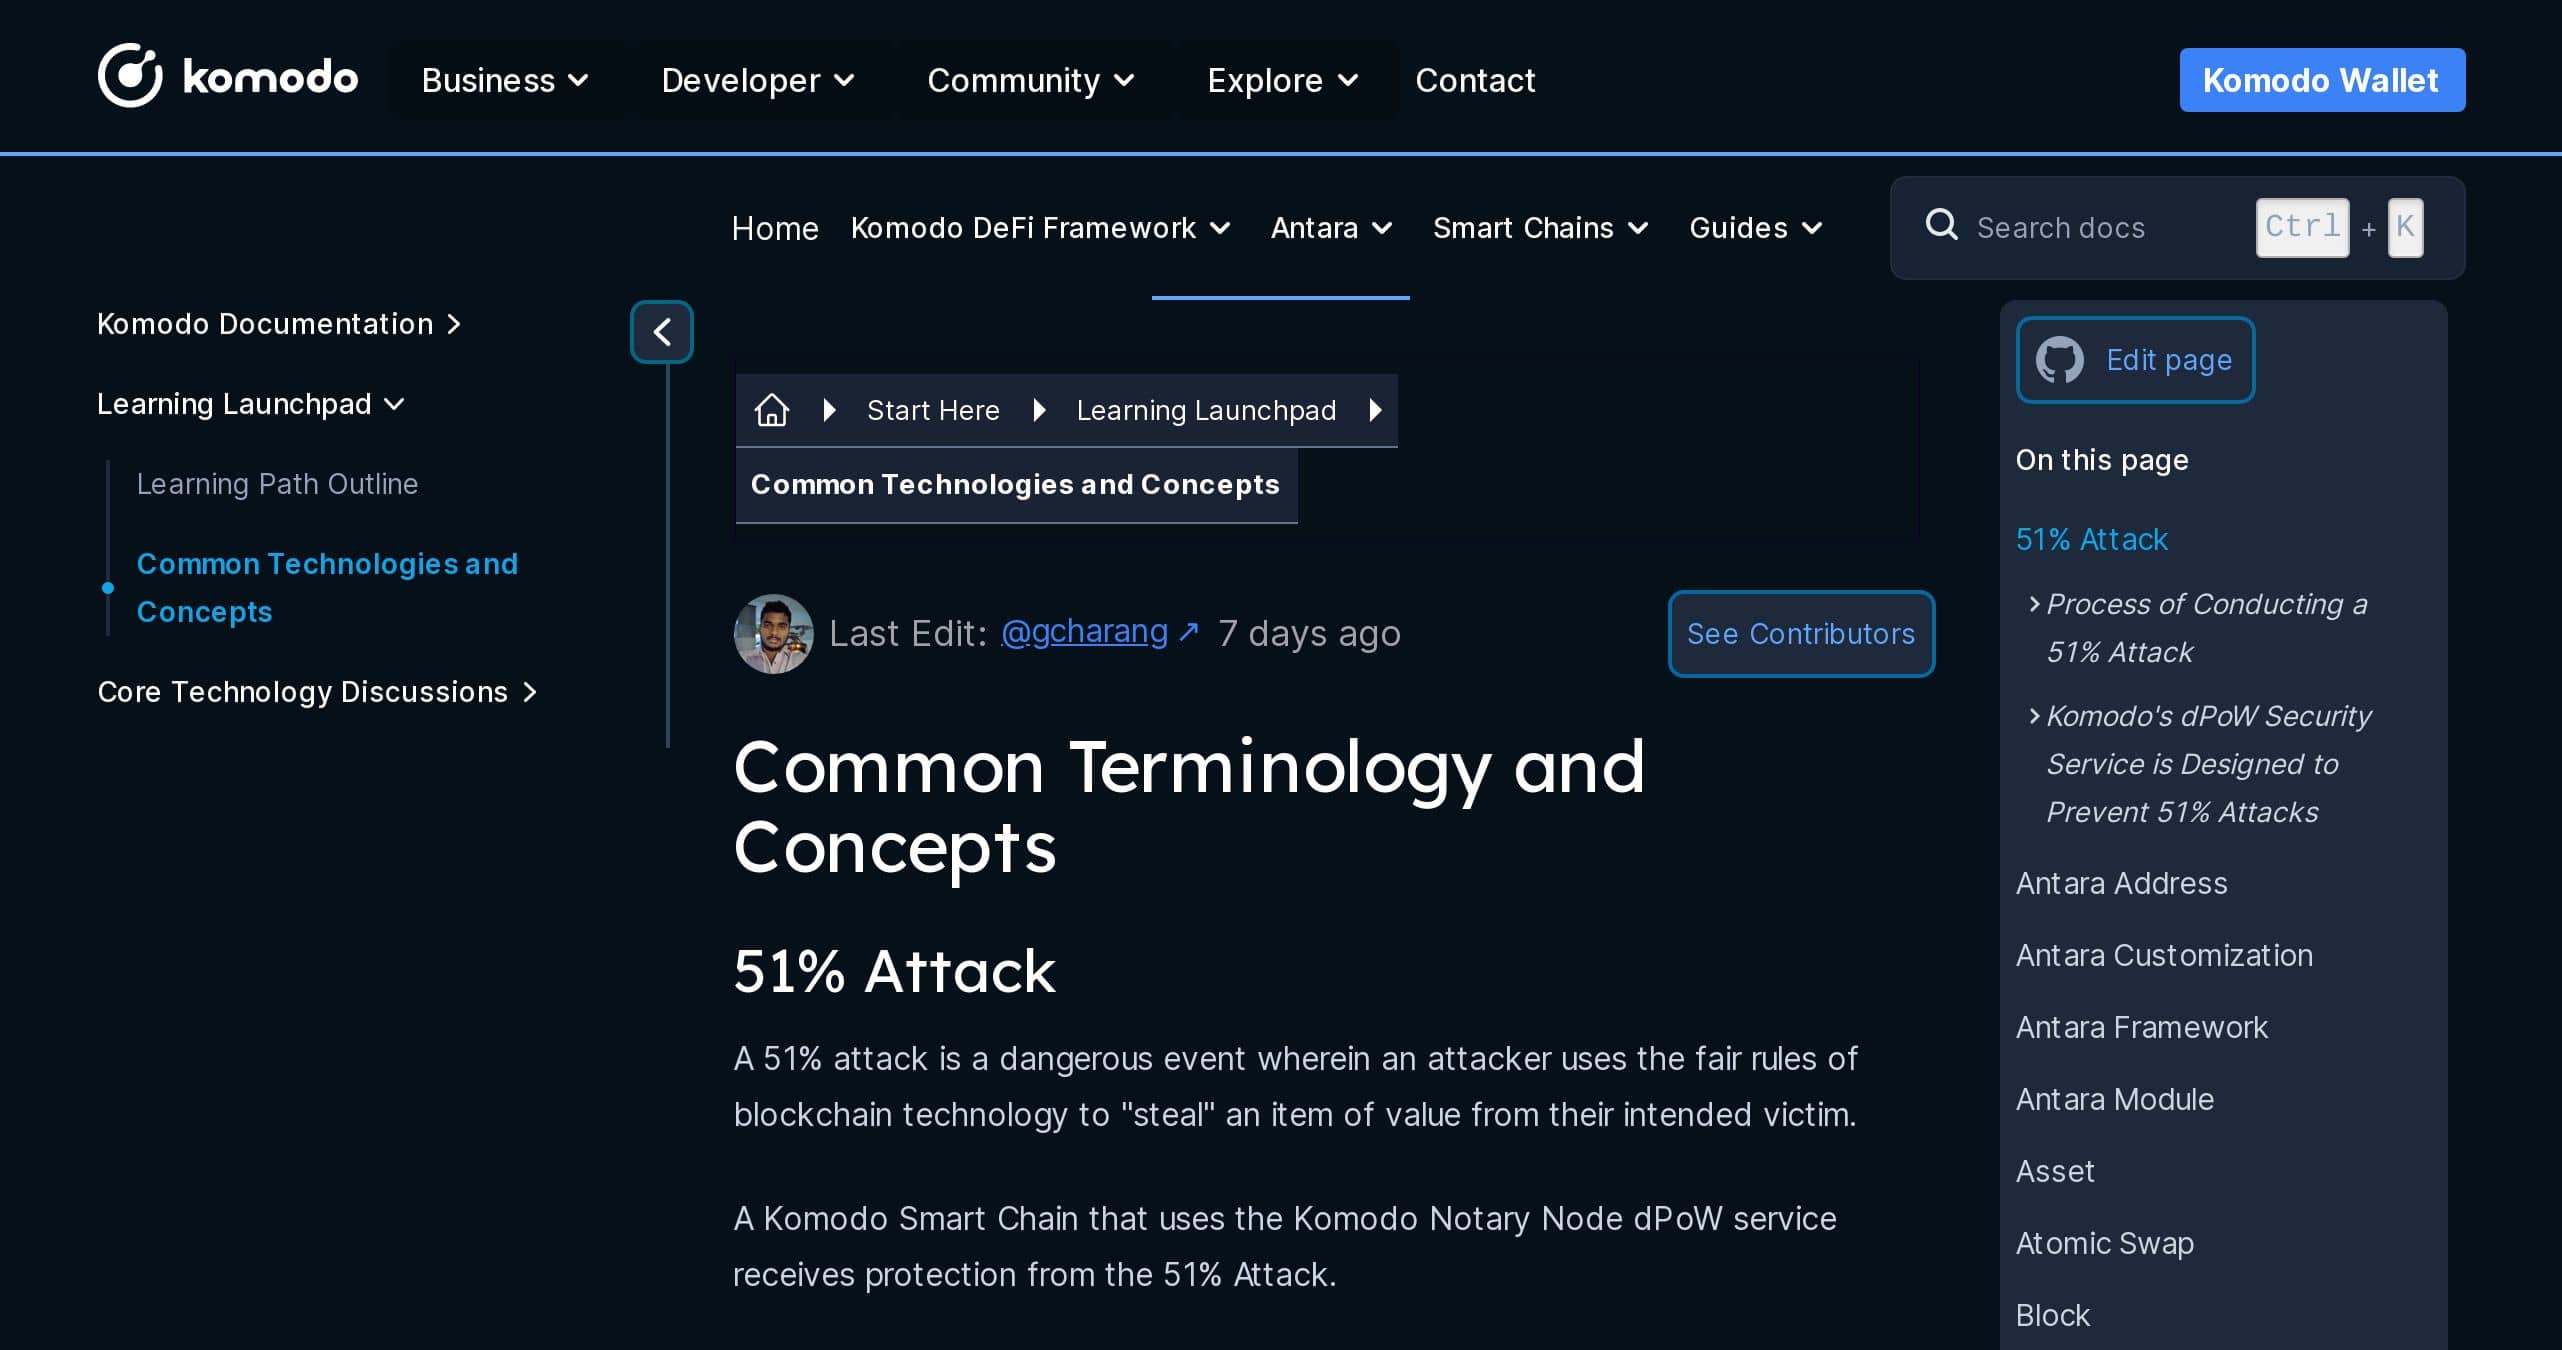 komodo
Business
Developer
Community
Explore
Contact
Komodo Wallet
Home
Komodo DeFi Framework
Antara
Smart Chains
Guides
Search docs
Ctrl + K
Komodo Documentation
Learning Launchpad
Learning Path Outline
Common Technologies and
Concepts
Core Technology Discussions
Start Here
Learning Launchpad
Common Technologies and Concepts
Last Edit: @gcharang ↗ 7 days ago
See Contributors
Common Terminology and
Concepts
51% Attack
A 51% attack is a dangerous event wherein an attacker uses the fair rules of
blockchain technology to "steal" an item of value from their intended victim.
A Komodo Smart Chain that uses the Komodo Notary Node dPoW service
receives protection from the 51% Attack.
Edit page
On this page
51% Attack
Process of Conducting a
51% Attack
Komodo's dPoW Security
Service is Designed to
Prevent 51% Attacks
Antara Address
Antara Customization
Antara Framework
Antara Module
Asset
Atomic Swap
Block